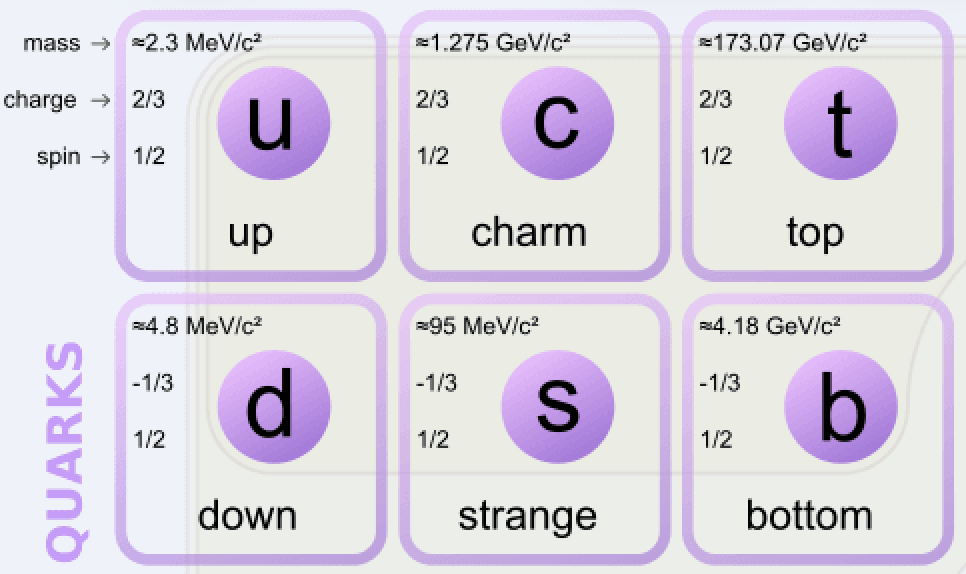 mass → ≈2.3 MeV/c² ≈1.275 GeV/c² ≈173.07 GeV/c²
charge → 2/3 2/3 2/3
u c t
spin → 1/2 1/2 1/2
up charm top
≈4.8 MeV/c² ≈95 MeV/c² ≈4.18 GeV/c²
-1/3 -1/3 -1/3
d s b
1/2 1/2 1/2
down strange bottom
QUARKS